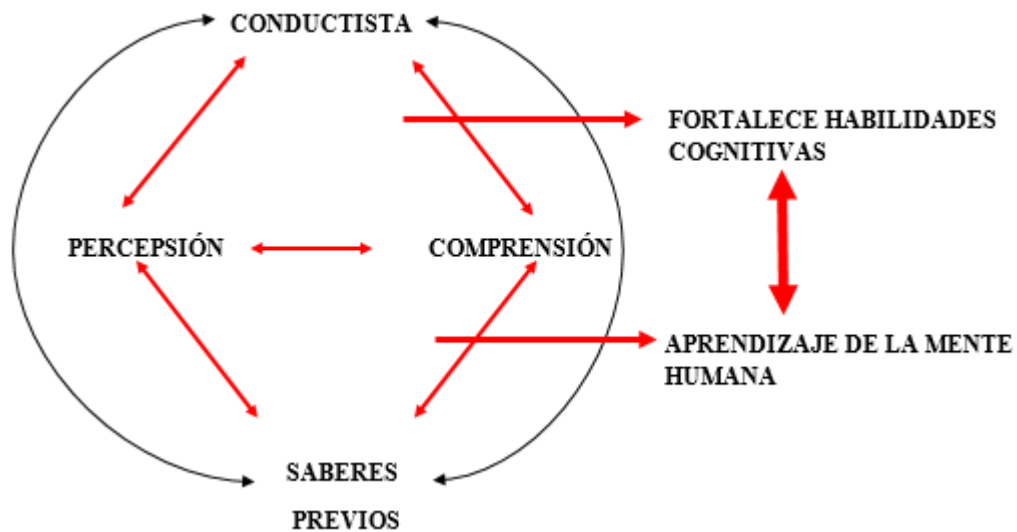 CONDUCTISTA
FORTALECE HABILIDADES
COGNITIVAS
PERCEPSIÓN
COMPRENSIÓN
APRENDIZAJE DE LA MENTE
HUMANA
SABERES
PREVIOS